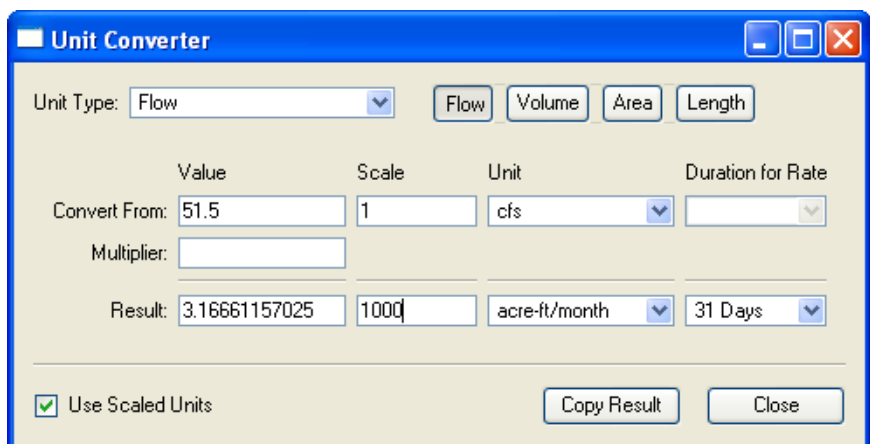 Unit Converter
Unit Type: Flow Flow Volume Area Length
Value Scale Unit Duration for Rate
Convert From: 51.5 1 cfs
Multiplier:
Result: 3.16661157025 1000 acre-ft/month 31 Days
Use Scaled Units Copy Result Close